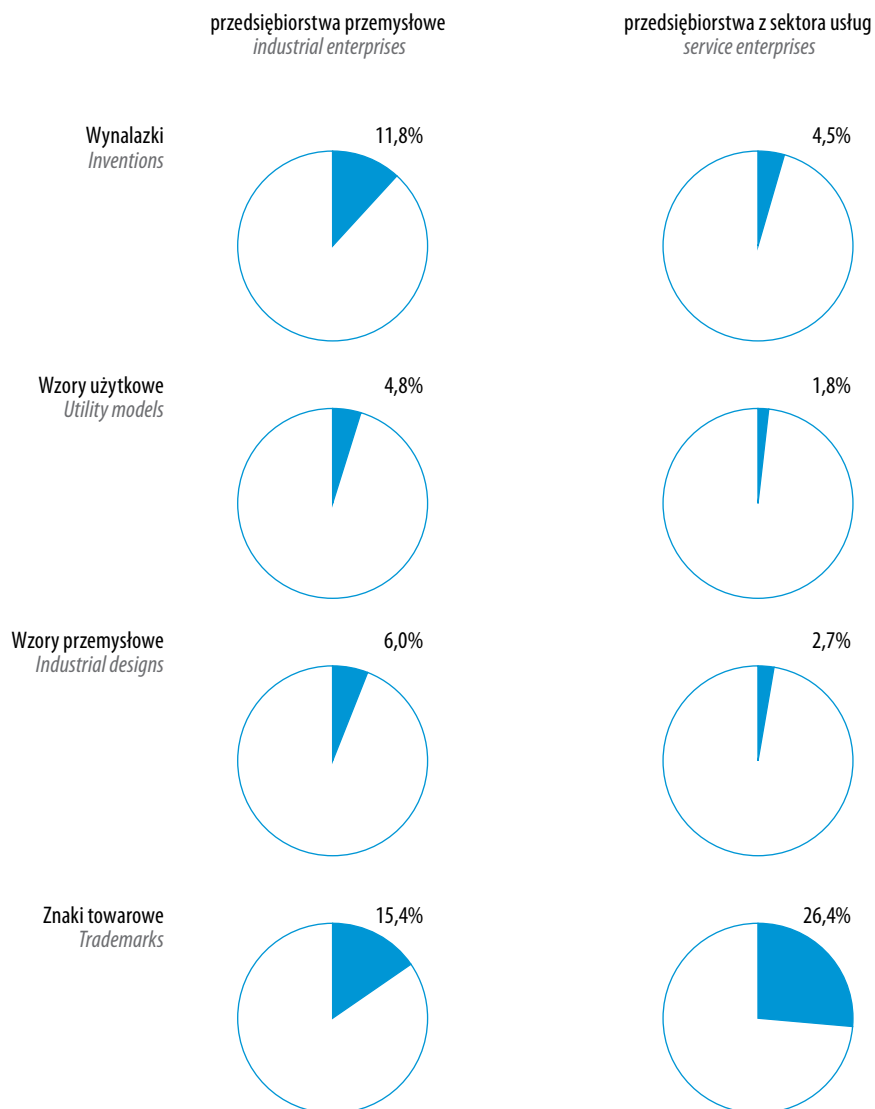 przedsiębiorstwa przemysłowe
industrial enterprises
przedsiębiorstwa z sektora usług
service enterprises
Wynalazki
Inventions
11,8%
4,5%
Wzory użytkowe
Utility models
4,8%
1,8%
Wzory przemysłowe
Industrial designs
6,0%
2,7%
Znaki towarowe
Trademarks
15,4%
26,4%